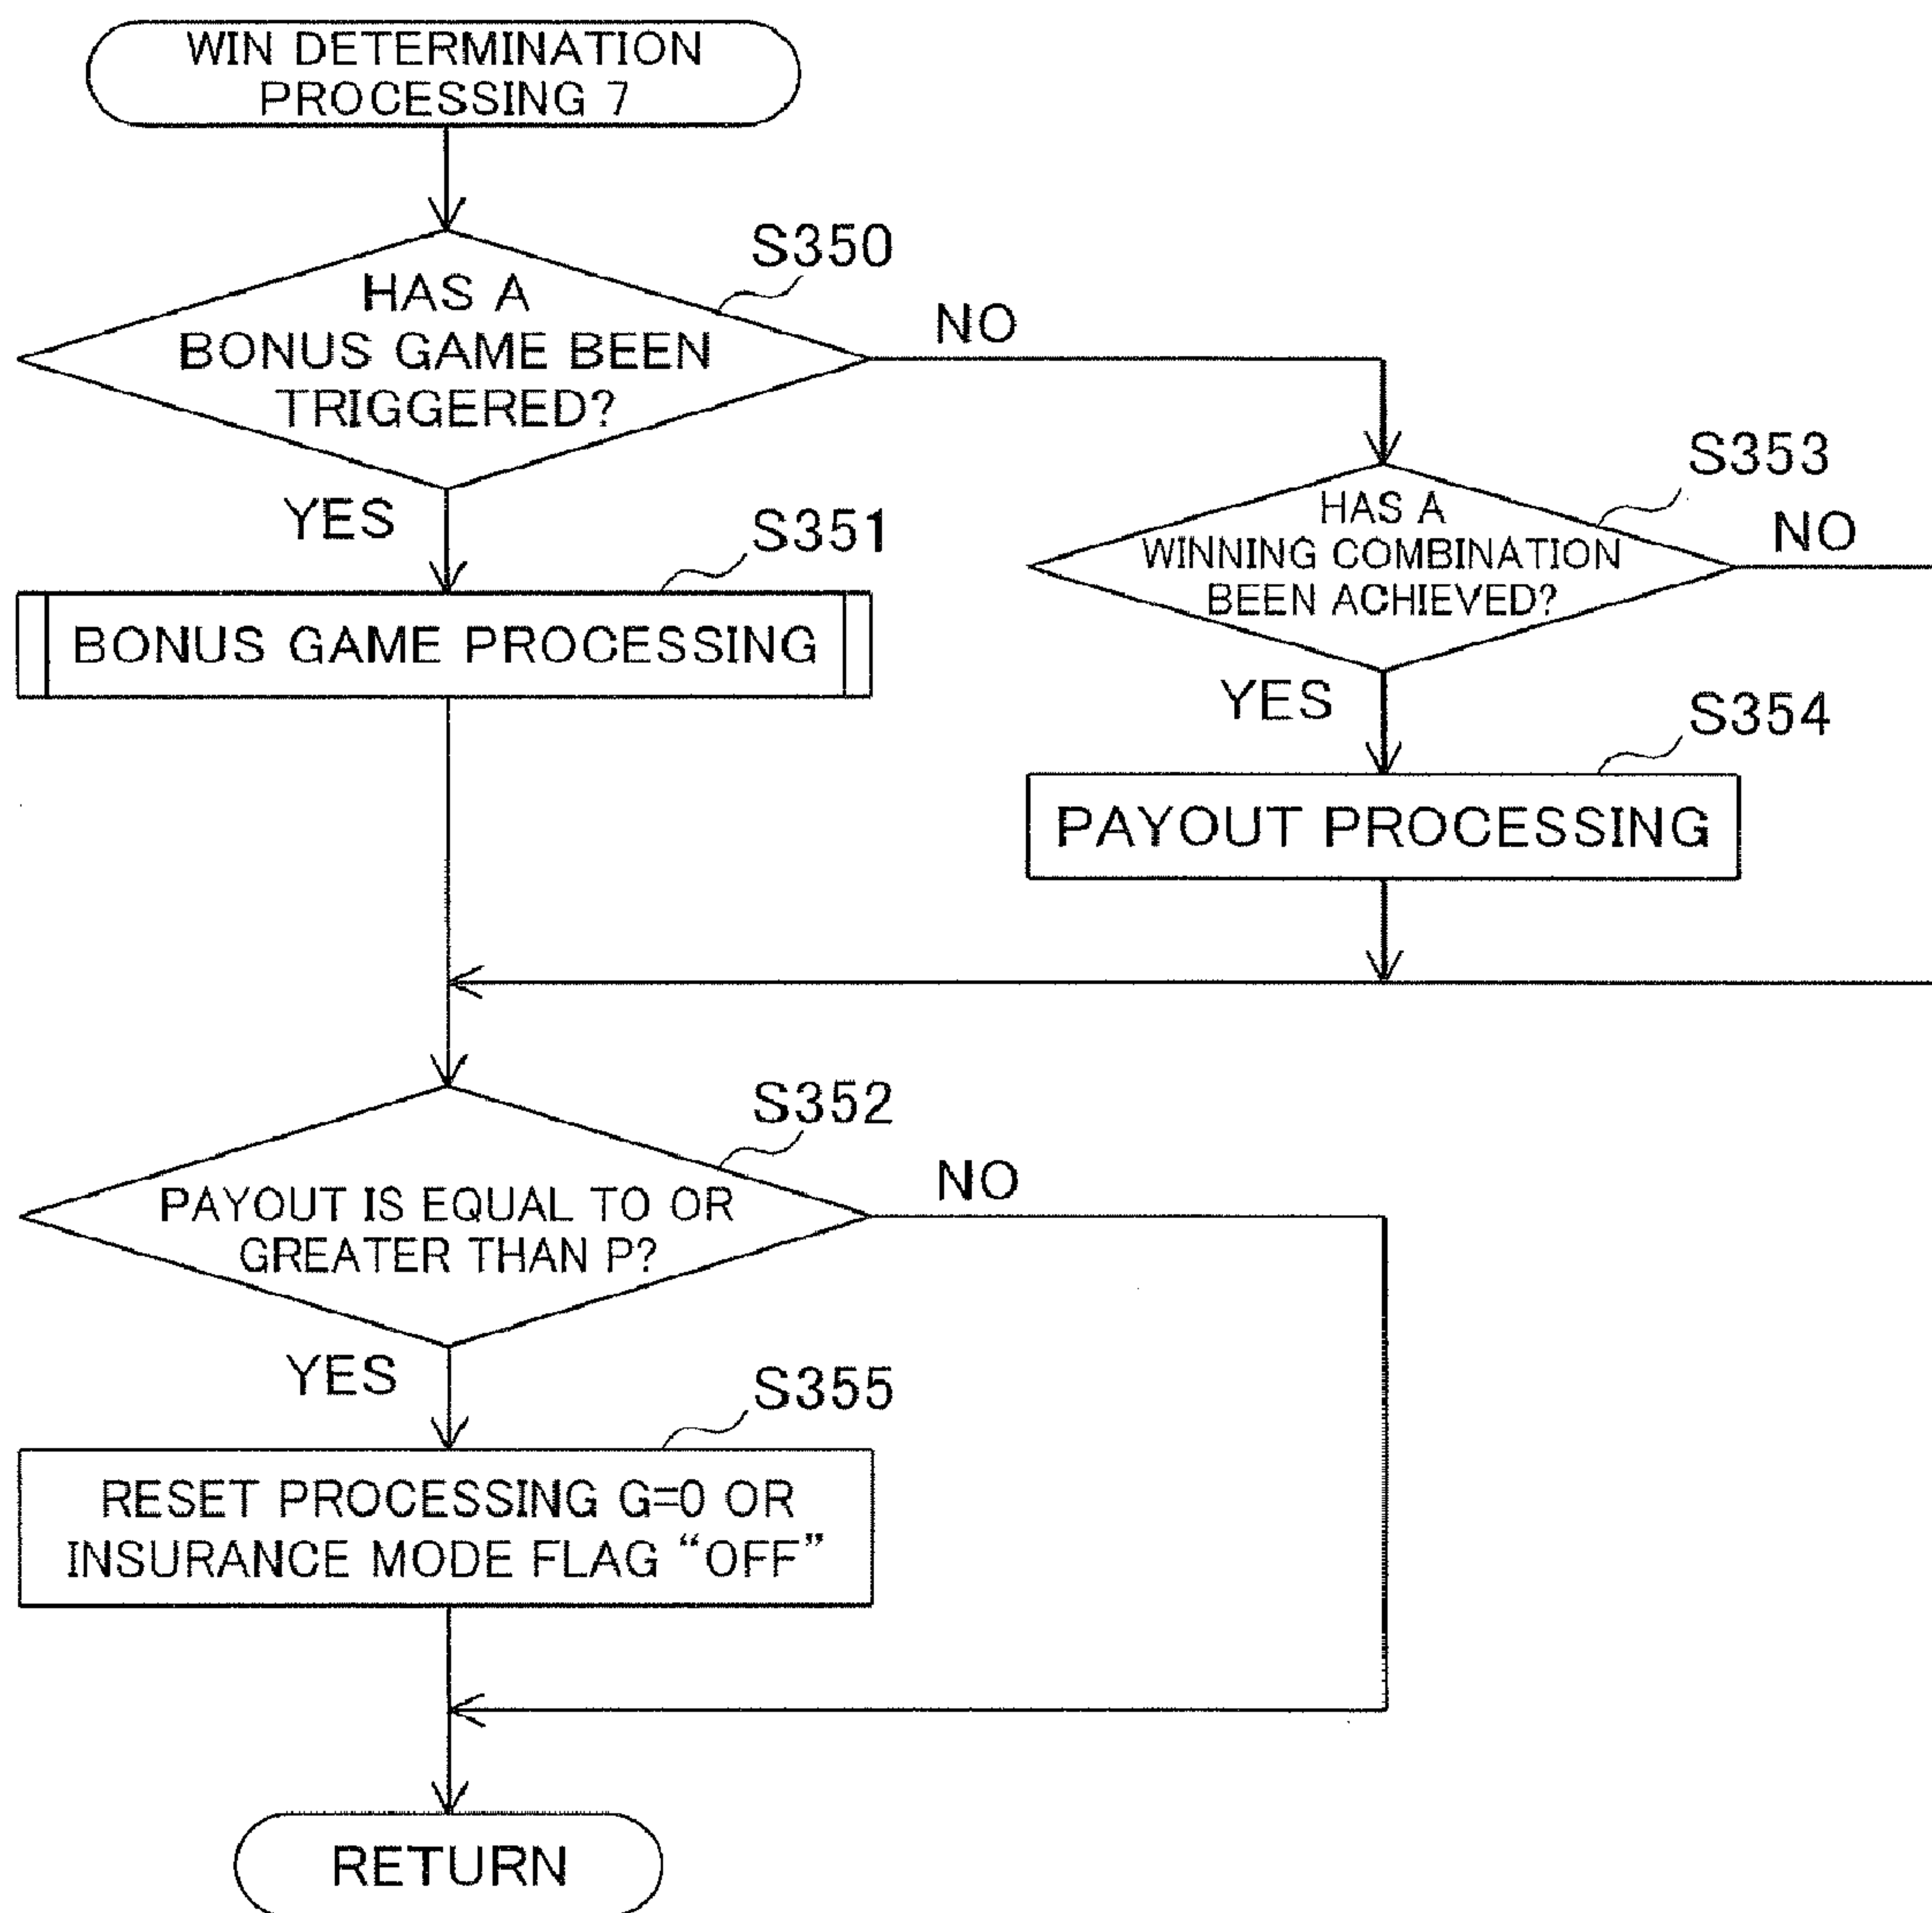 WIN DETERMINATION
PROCESSING 7
S350
HAS A
BONUS GAME BEEN
TRIGGERED?
NO
YES
S353
HAS A
WINNING COMBINATION
BEEN ACHIEVED?
NO
YES
S351
BONUS GAME PROCESSING
S354
PAYOUT PROCESSING
S352
PAYOUT IS EQUAL TO OR
GREATER THAN P?
NO
YES
S355
RESET PROCESSING G=0 OR
INSURANCE MODE FLAG “OFF”
RETURN